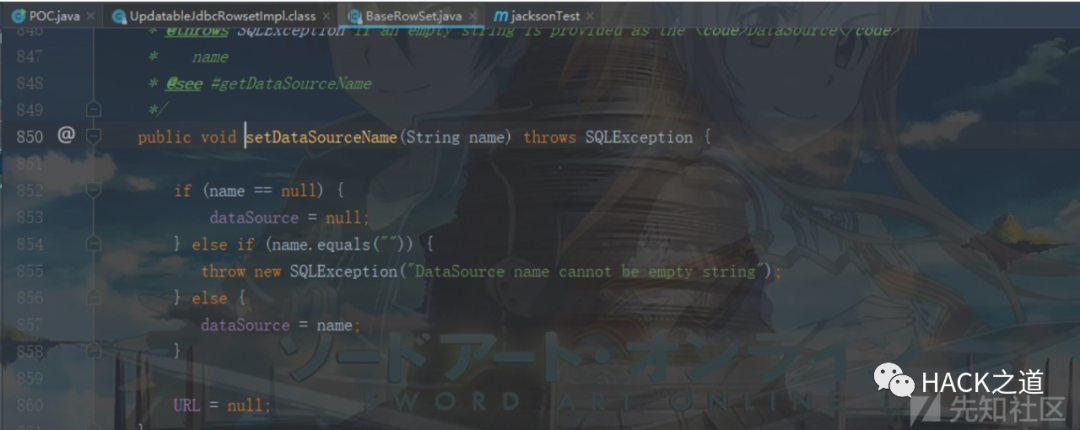 POC.java × UpdatableJdbcRowsetImpl.class × BaseRowSet.java × jacksonTest ×
846 * @throws SQLException if an empty string is provided as the <code>DataSource</code>
847 * name
848 * @see #getDataSourceName
849 */
850 @ public void setDataSourceName(String name) throws SQLException {
851
852 if (name == null) {
853 dataSource = null;
854 } else if (name.equals("")) {
855 throw new SQLException("DataSource name cannot be empty string");
856 } else {
857 dataSource = name;
858 }
859
860 URL = null;
ソードアート・オンライン
SWORD ART ONLINE
HACK之道
先知社区